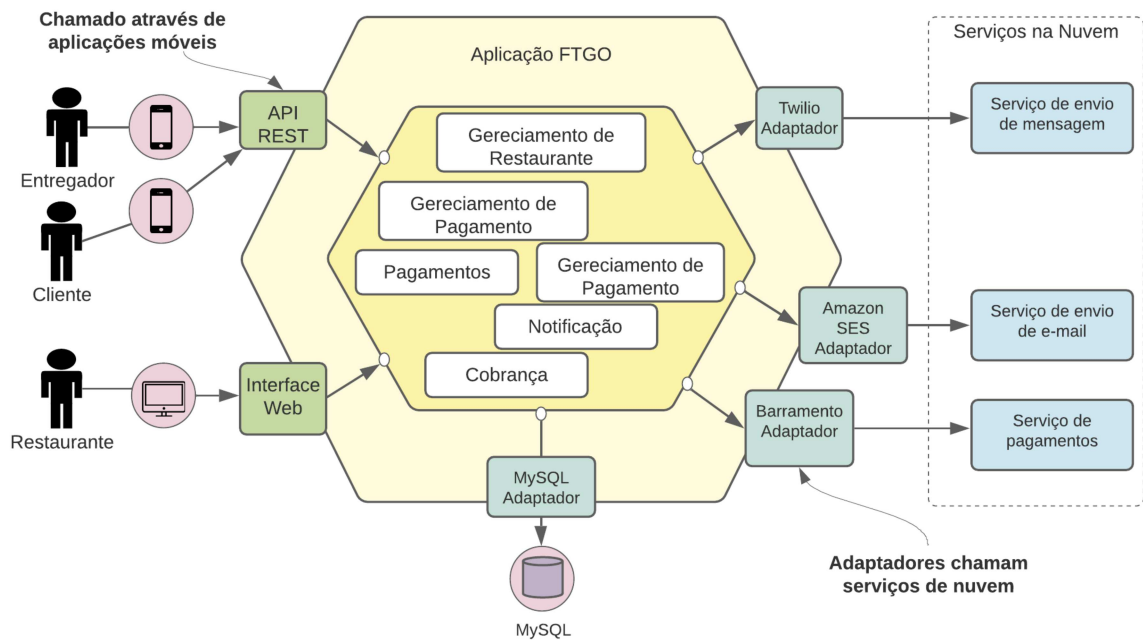 Chamado através de
aplicações móveis
Entregador
Cliente
Restaurante
API
REST
Interface
Web
Aplicação FTGO
Gereciamento de
Restaurante
Gereciamento de
Pagamento
Pagamentos
Gereciamento de
Pagamento
Notificação
Cobrança
MySQL
Adaptador
MySQL
Twilio
Adaptador
Amazon
SES
Adaptador
Barramento
Adaptador
Serviços na Nuvem
Serviço de envio
de mensagem
Serviço de envio
de e-mail
Serviço de
pagamentos
Adaptadores chamam
serviços de nuvem